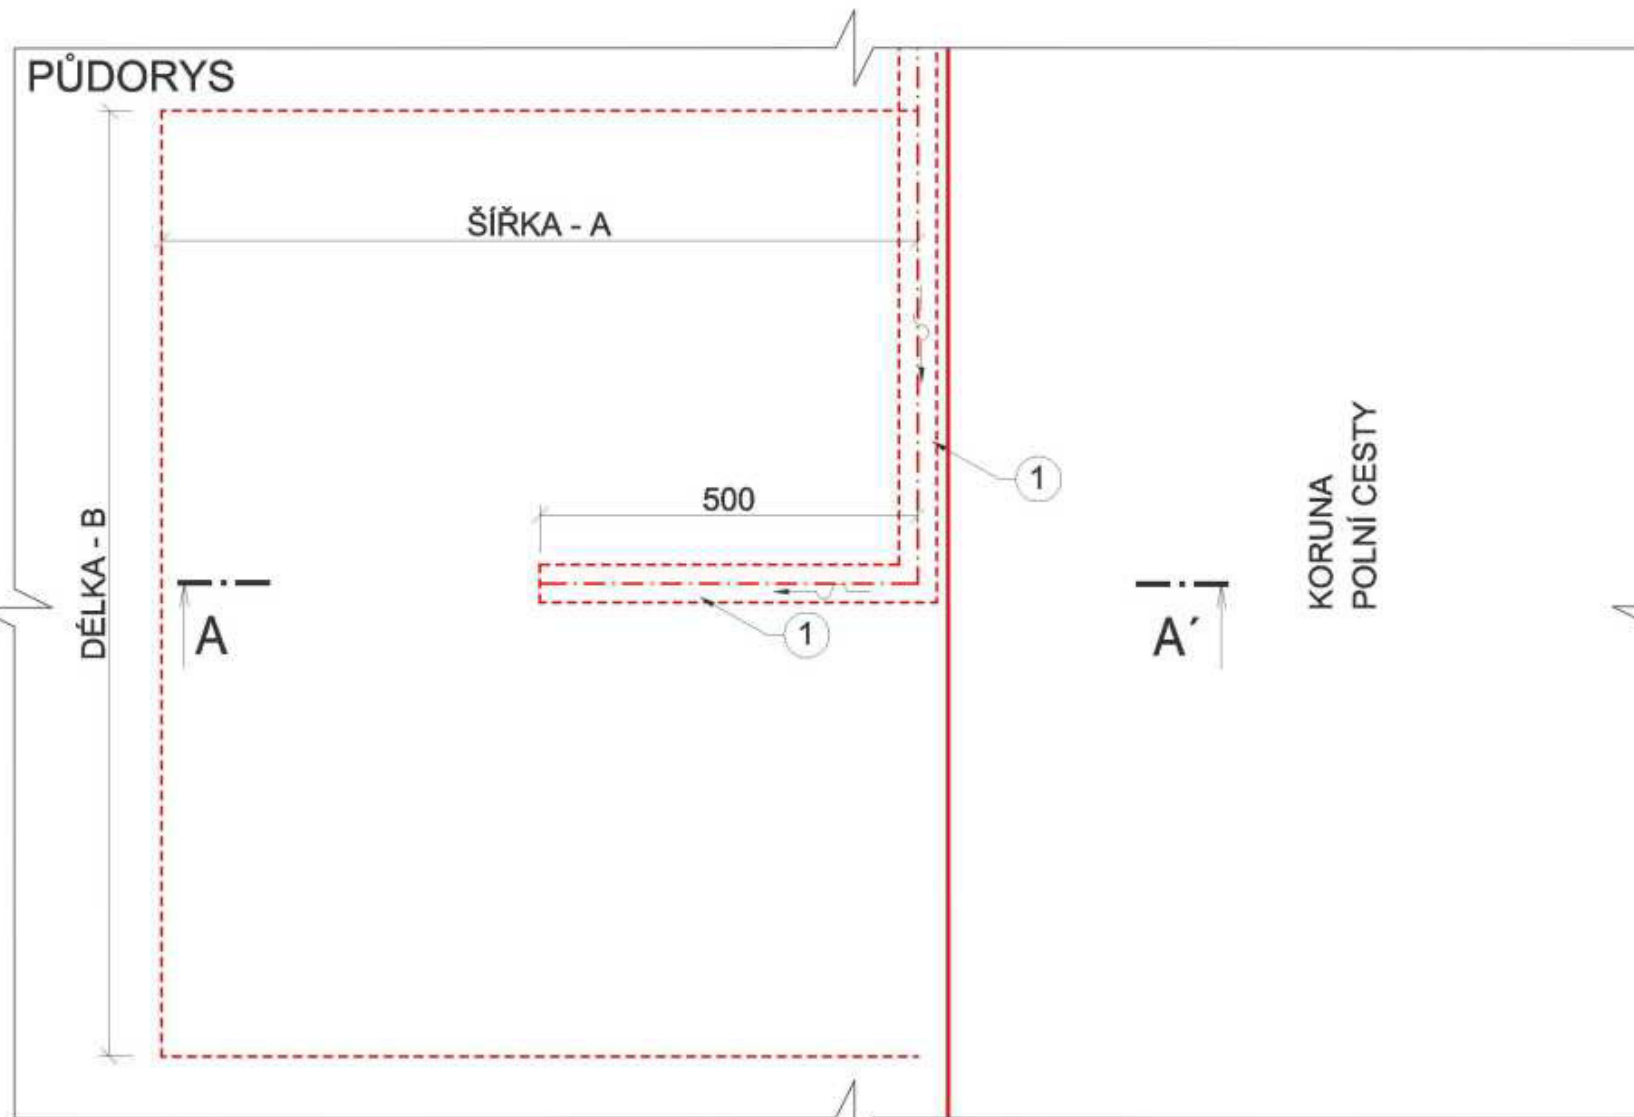 PŮDORYS
ŠÍŘKA - A
500
1
DÉLKA - B
KORUNA
POLNÍ CESTY
A
1
A´